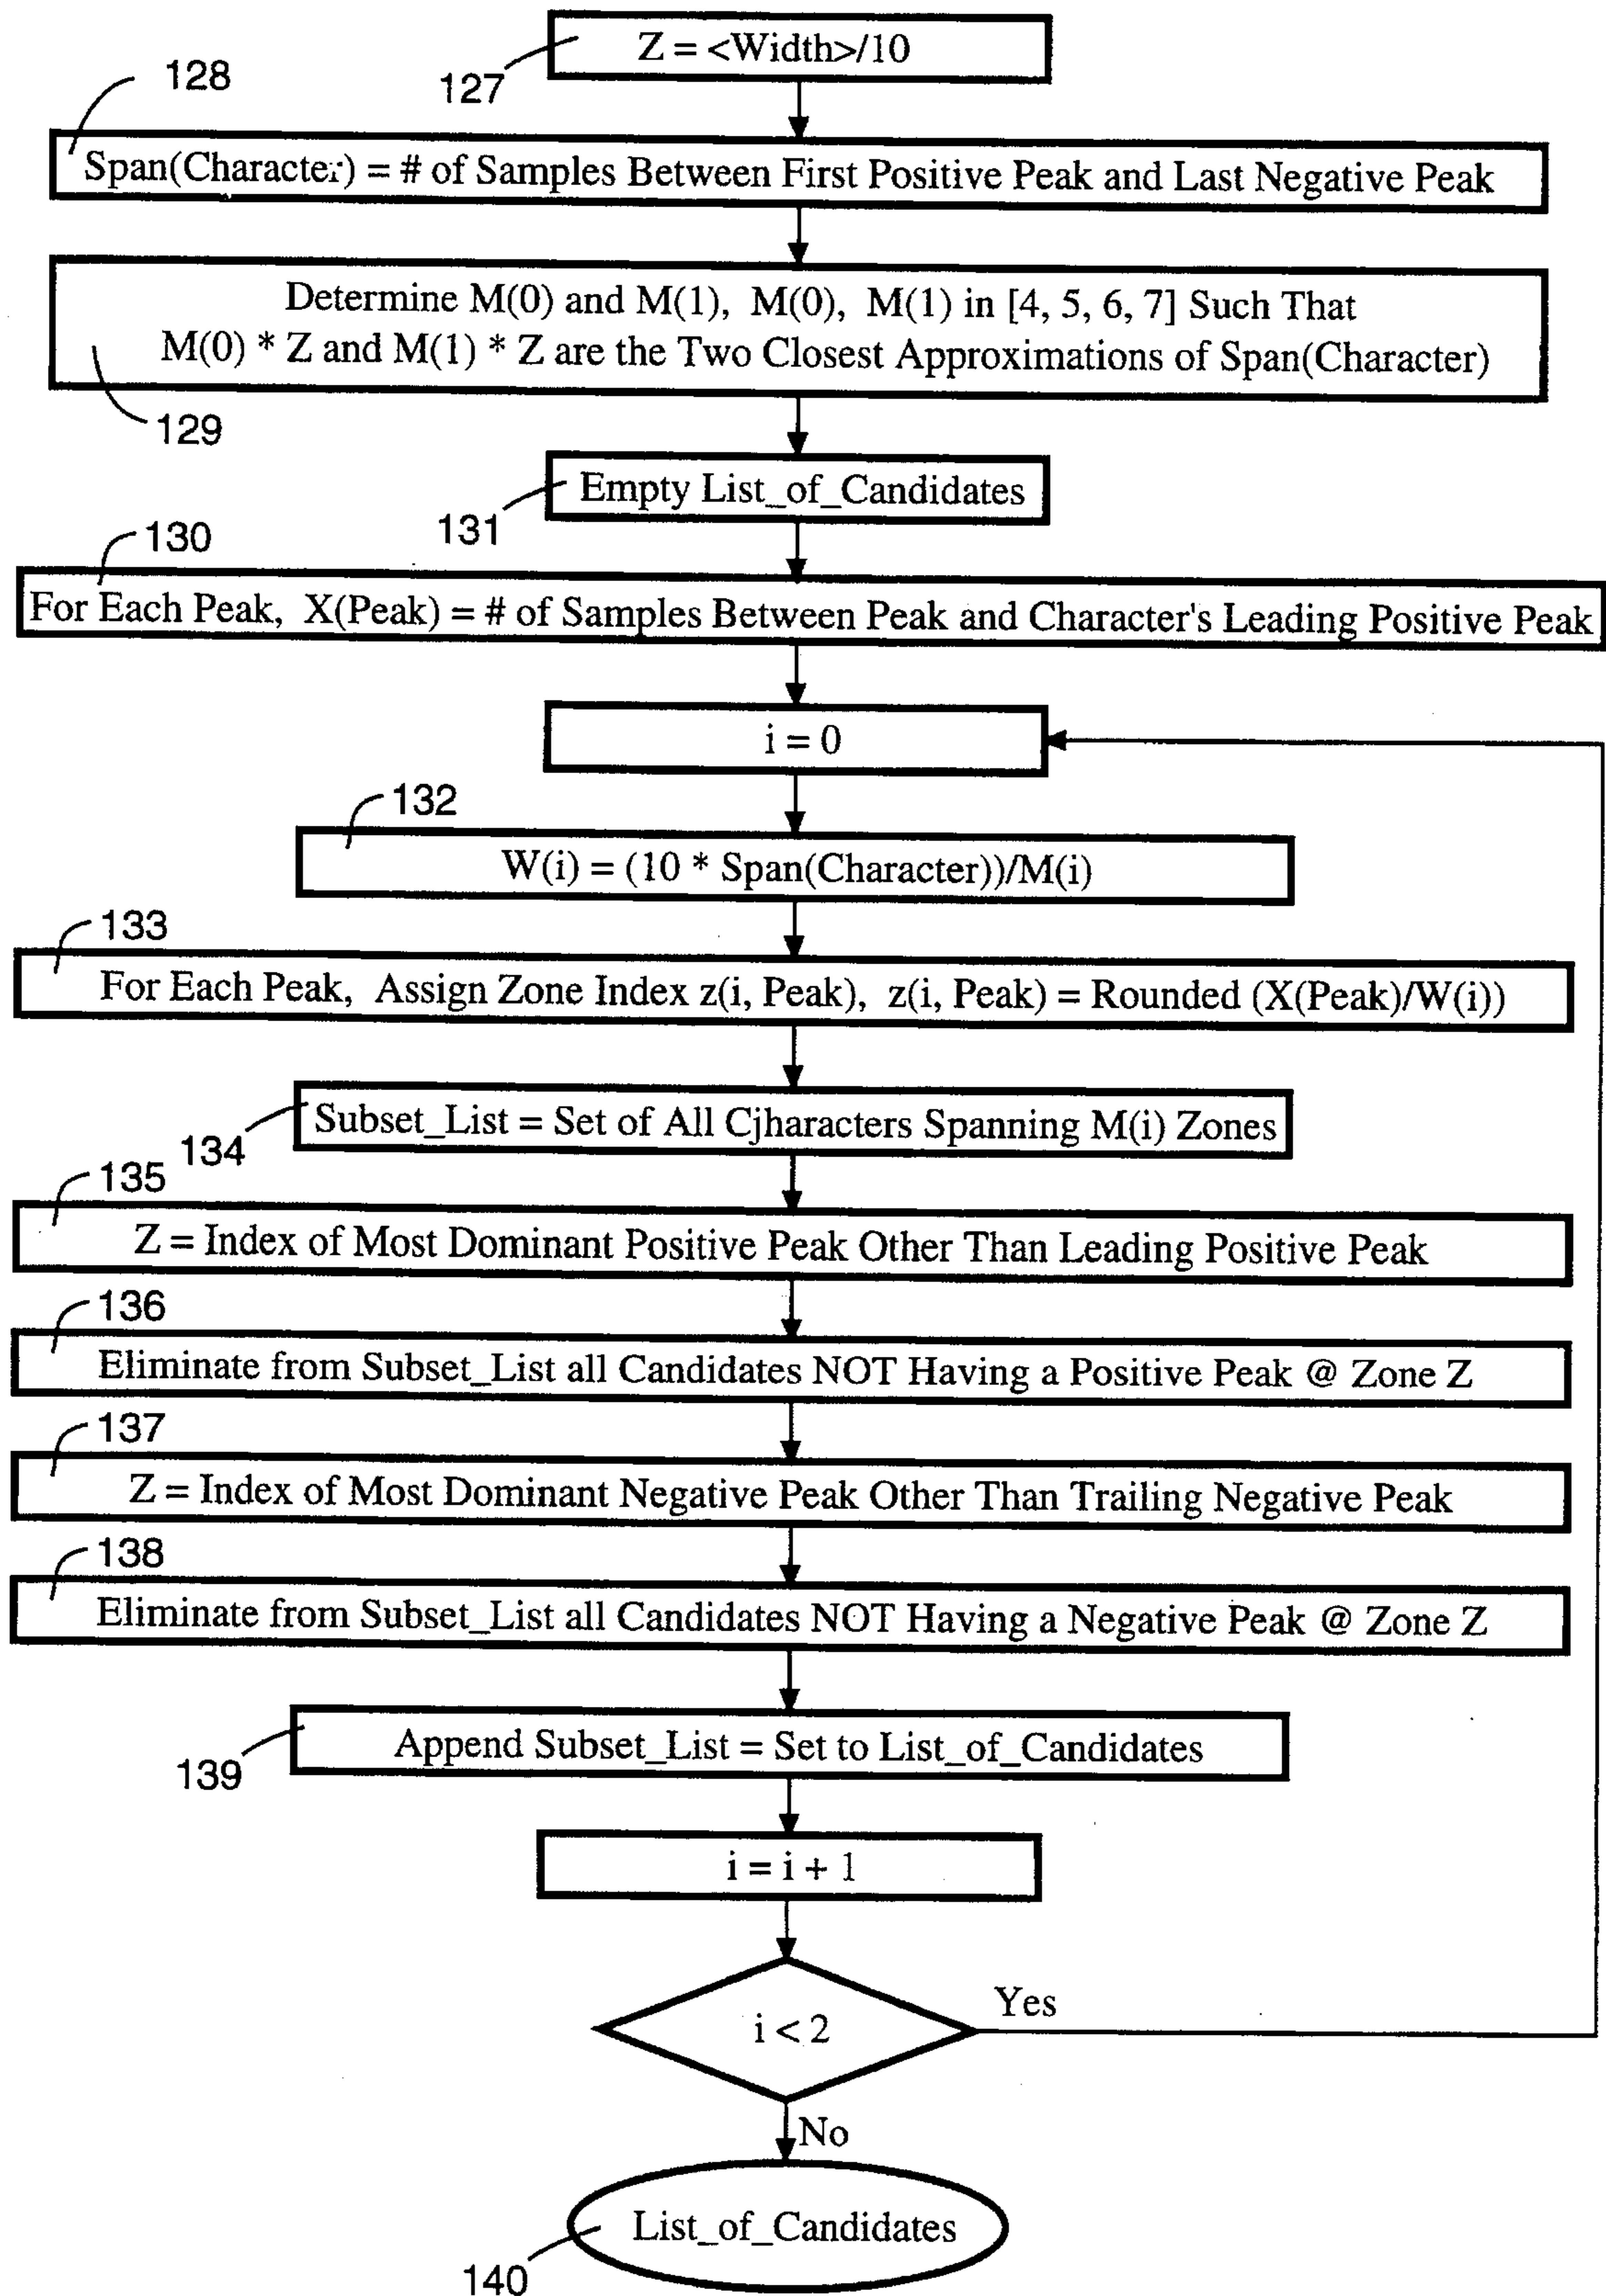 Z = <Width>/10
127
128
Span(Character) = # of Samples Between First Positive Peak and Last Negative Peak
Determine M(0) and M(1), M(0), M(1) in [4, 5, 6, 7] Such That
M(0) * Z and M(1) * Z are the Two Closest Approximations of Span(Character)
129
Empty List_of_Candidates
131
130
For Each Peak, X(Peak) = # of Samples Between Peak and Character's Leading Positive Peak
i = 0
132
W(i) = (10 * Span(Character))/M(i)
133
For Each Peak, Assign Zone Index z(i, Peak), z(i, Peak) = Rounded (X(Peak)/W(i))
Subset_List = Set of All Cjharacters Spanning M(i) Zones
134
135
Z = Index of Most Dominant Positive Peak Other Than Leading Positive Peak
136
Eliminate from Subset_List all Candidates NOT Having a Positive Peak @ Zone Z
137
Z = Index of Most Dominant Negative Peak Other Than Trailing Negative Peak
138
Eliminate from Subset_List all Candidates NOT Having a Negative Peak @ Zone Z
Append Subset_List = Set to List_of_Candidates
139
i = i + 1
i < 2
Yes
No
List_of_Candidates
140